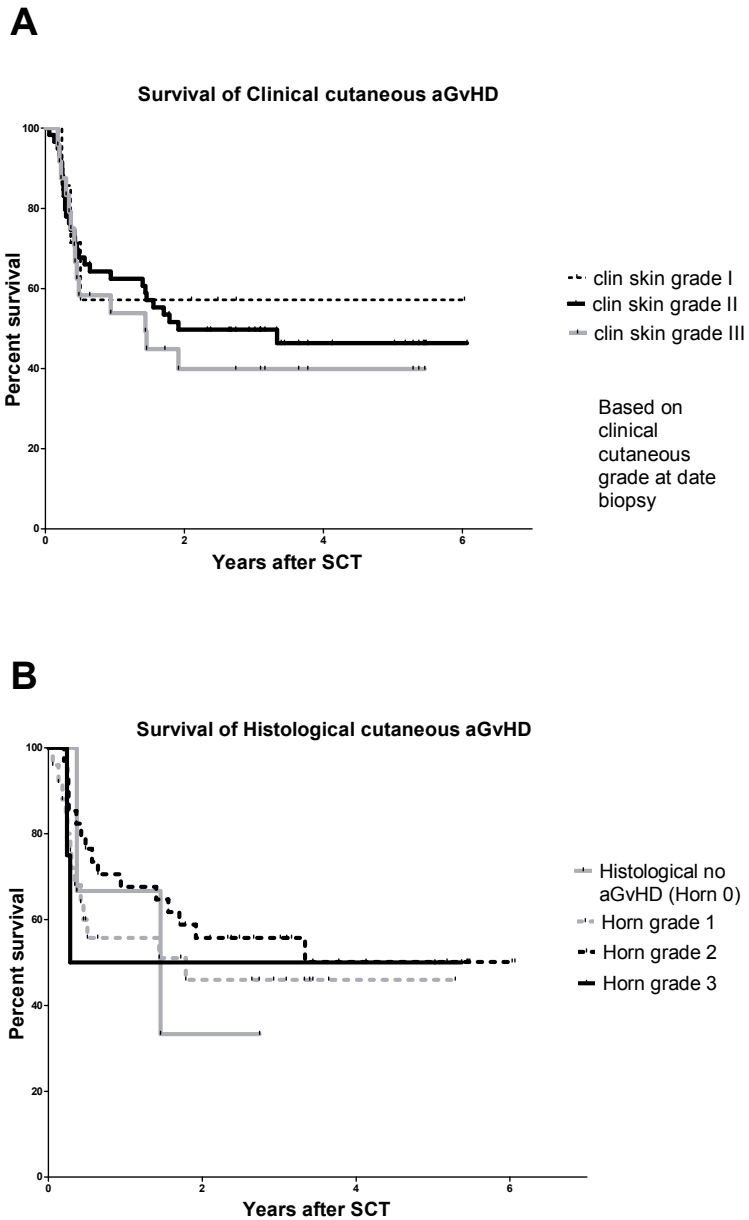 A
Survival of Clinical cutaneous aGvHD
100
80
60
40
20
0
0
2
4
6
Percent survival
Years after SCT
clin skin grade I
clin skin grade II
clin skin grade III
Based on
clinical
cutaneous
grade at date
biopsy
B
Survival of Histological cutaneous aGvHD
100
80
60
40
20
0
0
2
4
6
Percent survival
Years after SCT
Histological no
aGvHD (Horn 0)
Horn grade 1
Horn grade 2
Horn grade 3